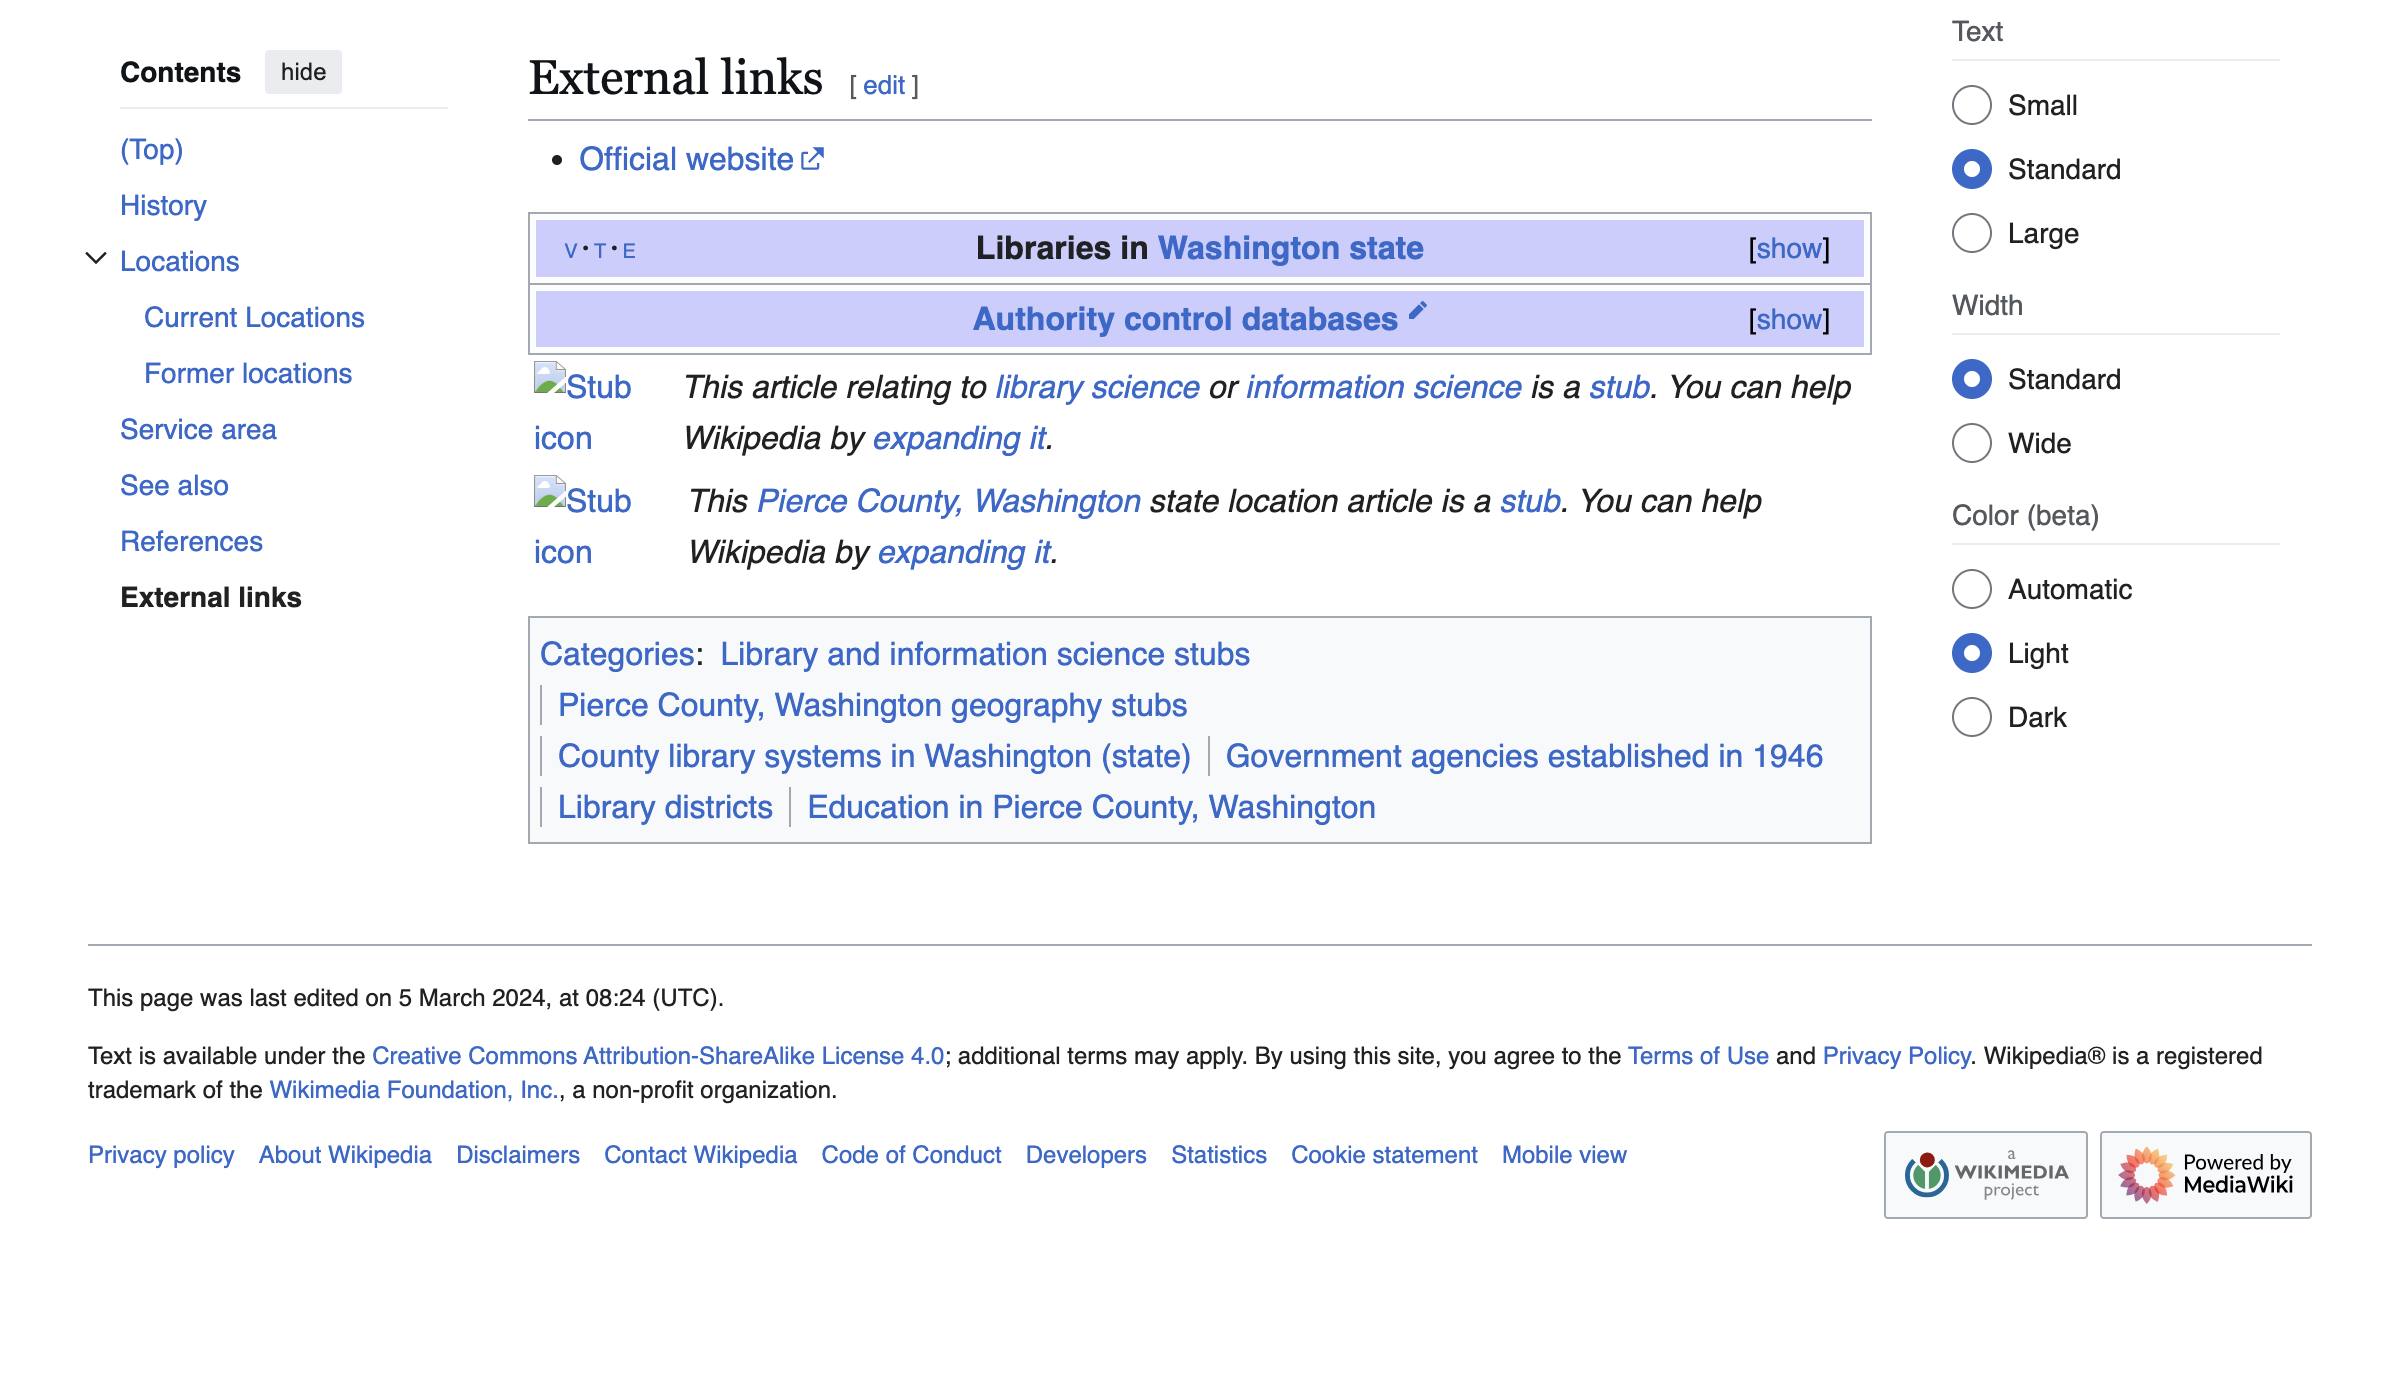 Contents hide
(Top)
History
Locations
Current Locations
Former locations
Service area
See also
References
External links
External links [ edit ]
• Official website
V · T · E Libraries in Washington state [show]
Authority control databases [show]
Stub icon
This article relating to library science or information science is a stub. You can help
Wikipedia by expanding it.
Stub icon
This Pierce County, Washington state location article is a stub. You can help
Wikipedia by expanding it.
Categories: Library and information science stubs
| Pierce County, Washington geography stubs
| County library systems in Washington (state) | Government agencies established in 1946
| Library districts | Education in Pierce County, Washington
Text
Small
Standard
Large
Width
Standard
Wide
Color (beta)
Automatic
Light
Dark
This page was last edited on 5 March 2024, at 08:24 (UTC).
Text is available under the Creative Commons Attribution-ShareAlike License 4.0; additional terms may apply. By using this site, you agree to the Terms of Use and Privacy Policy. Wikipedia® is a registered
trademark of the Wikimedia Foundation, Inc., a non-profit organization.
Privacy policy About Wikipedia Disclaimers Contact Wikipedia Code of Conduct Developers Statistics Cookie statement Mobile view
a
WIKIMEDIA
project
Powered by
MediaWiki